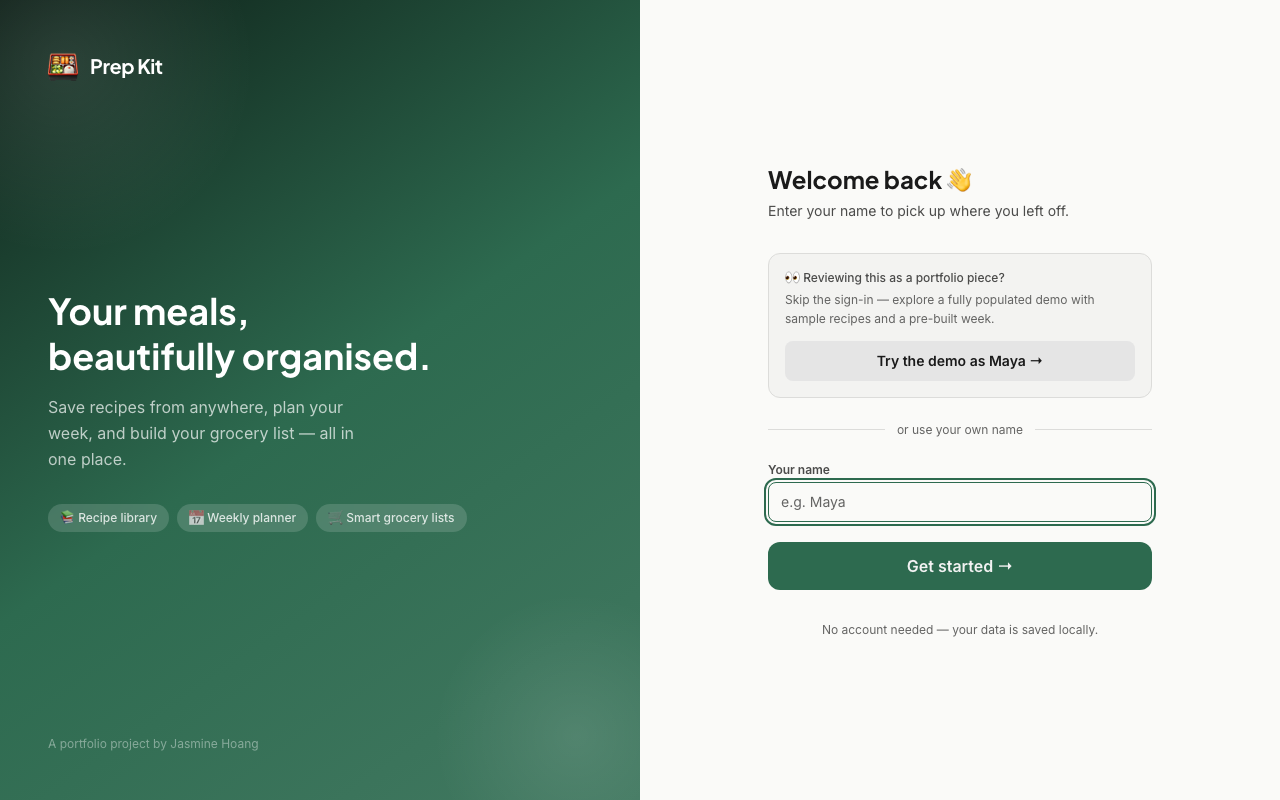 Prep Kit
Your meals,
beautifully organised.
Save recipes from anywhere, plan your
week, and build your grocery list — all in
one place.
📚 Recipe library
📅 Weekly planner
🛒 Smart grocery lists
A portfolio project by Jasmine Hoang
Welcome back 👋
Enter your name to pick up where you left off.
👀 Reviewing this as a portfolio piece?
Skip the sign-in — explore a fully populated demo with
sample recipes and a pre-built week.
Try the demo as Maya →
or use your own name
Your name
e.g. Maya
Get started →
No account needed — your data is saved locally.